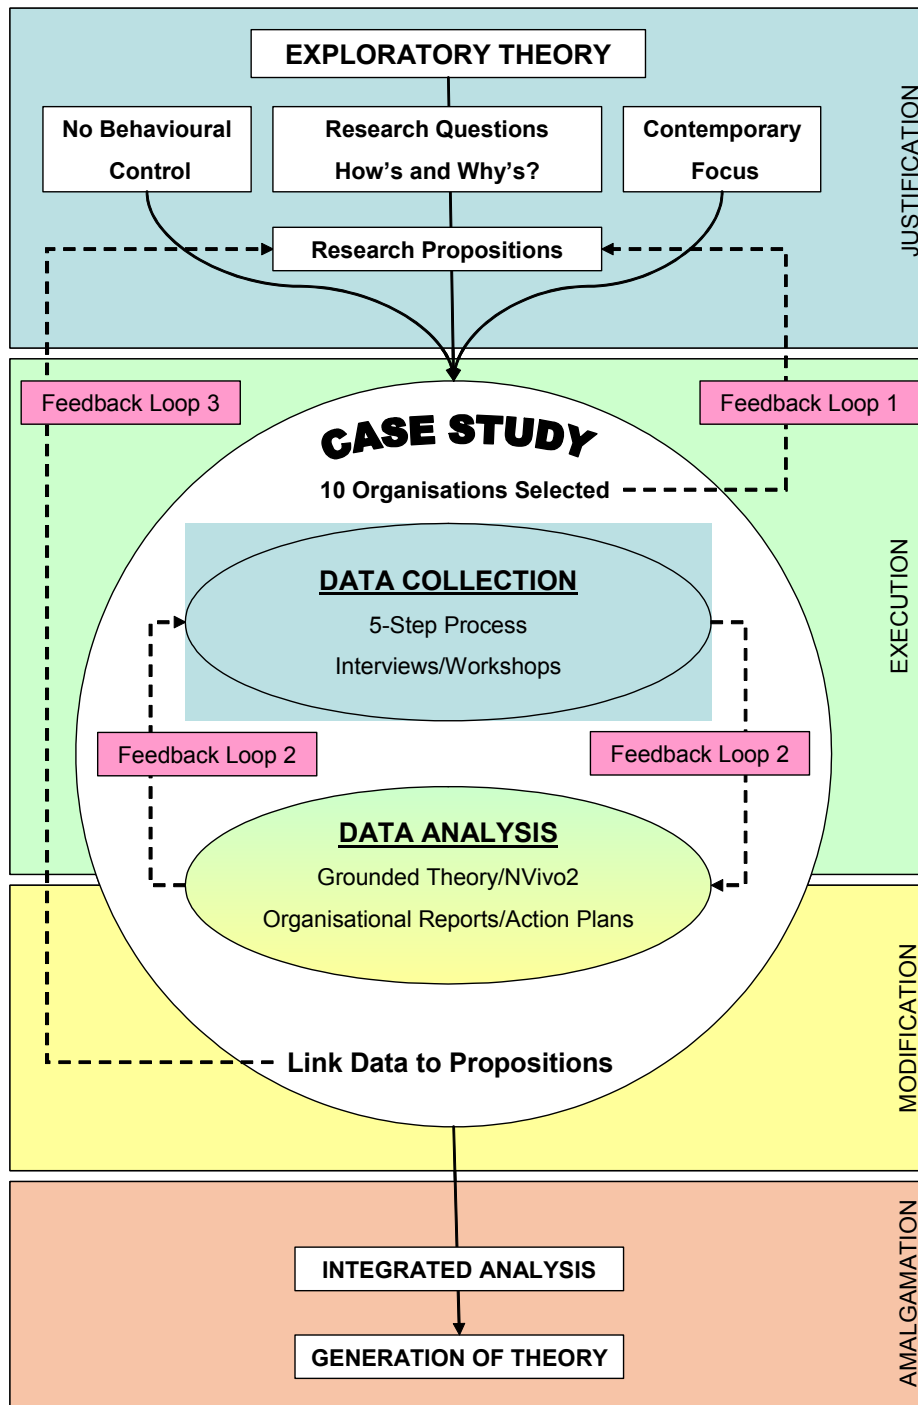 EXPLORATORY THEORY
No Behavioural
Control
Research Questions
How's and Why's?
Contemporary
Focus
Research Propositions
JUSTIFICATION
Feedback Loop 3
Feedback Loop 1
CASE STUDY
10 Organisations Selected
DATA COLLECTION
5-Step Process
Interviews/Workshops
EXECUTION
Feedback Loop 2
Feedback Loop 2
DATA ANALYSIS
Grounded Theory/NVivo2
Organisational Reports/Action Plans
Link Data to Propositions
MODIFICATION
INTEGRATED ANALYSIS
GENERATION OF THEORY
AMALGAMATION